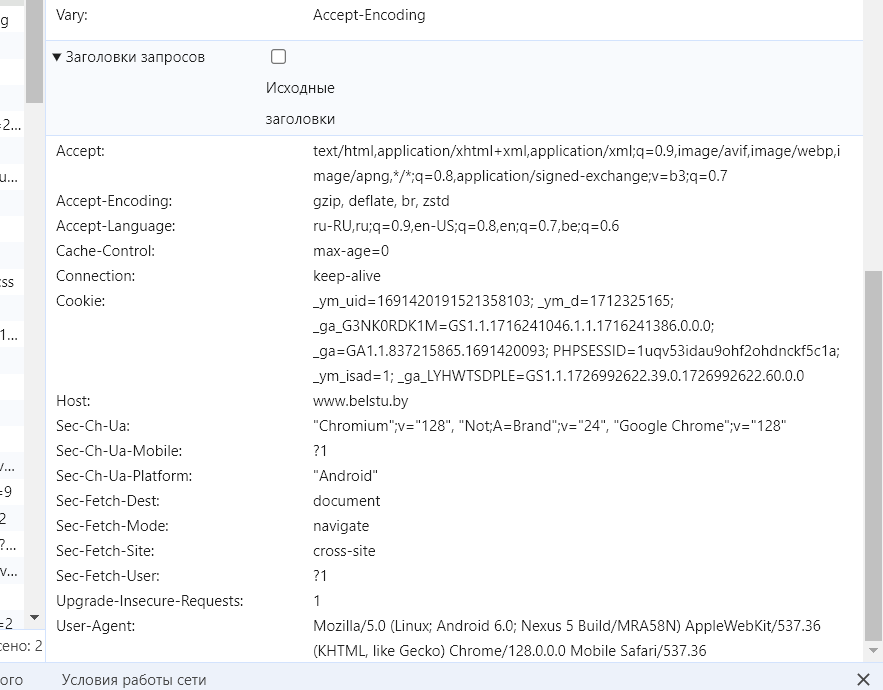 g
Vary: Accept-Encoding
▼ Заголовки запросов
Исходные
заголовки
=2...
Accept: text/html,application/xhtml+xml,application/xml;q=0.9,image/avif,image/webp,i
u...
mage/apng,*/*;q=0.8,application/signed-exchange;v=b3;q=0.7
Accept-Encoding: gzip, deflate, br, zstd
Accept-Language: ru-RU,ru;q=0.9,en-US;q=0.8,en;q=0.7,be;q=0.6
Cache-Control: max-age=0
Connection: keep-alive
css
Cookie: _ym_uid=1691420191521358103; _ym_d=1712325165;
_ga_G3NK0RDK1M=GS1.1.1716241046.1.1.1716241386.0.0.0;
1...
_ga=GA1.1.837215865.1691420093; PHPSESSID=1uqv53idau9ohf2ohdnckf5c1a;
_ym_isad=1; _ga_LYHWTSDPLE=GS1.1.1726992622.39.0.1726992622.60.0.0
Host: www.belstu.by
Sec-Ch-Ua: "Chromium";v="128", "Not;A=Brand";v="24", "Google Chrome";v="128"
Sec-Ch-Ua-Mobile: ?1
v...
Sec-Ch-Ua-Platform: "Android"
=9
Sec-Fetch-Dest: document
2
Sec-Fetch-Mode: navigate
?...
Sec-Fetch-Site: cross-site
v...
Sec-Fetch-User: ?1
Upgrade-Insecure-Requests: 1
=2
User-Agent: Mozilla/5.0 (Linux; Android 6.0; Nexus 5 Build/MRA58N) AppleWebKit/537.36
сено: 2
(KHTML, like Gecko) Chrome/128.0.0.0 Mobile Safari/537.36
ого Условия работы сети